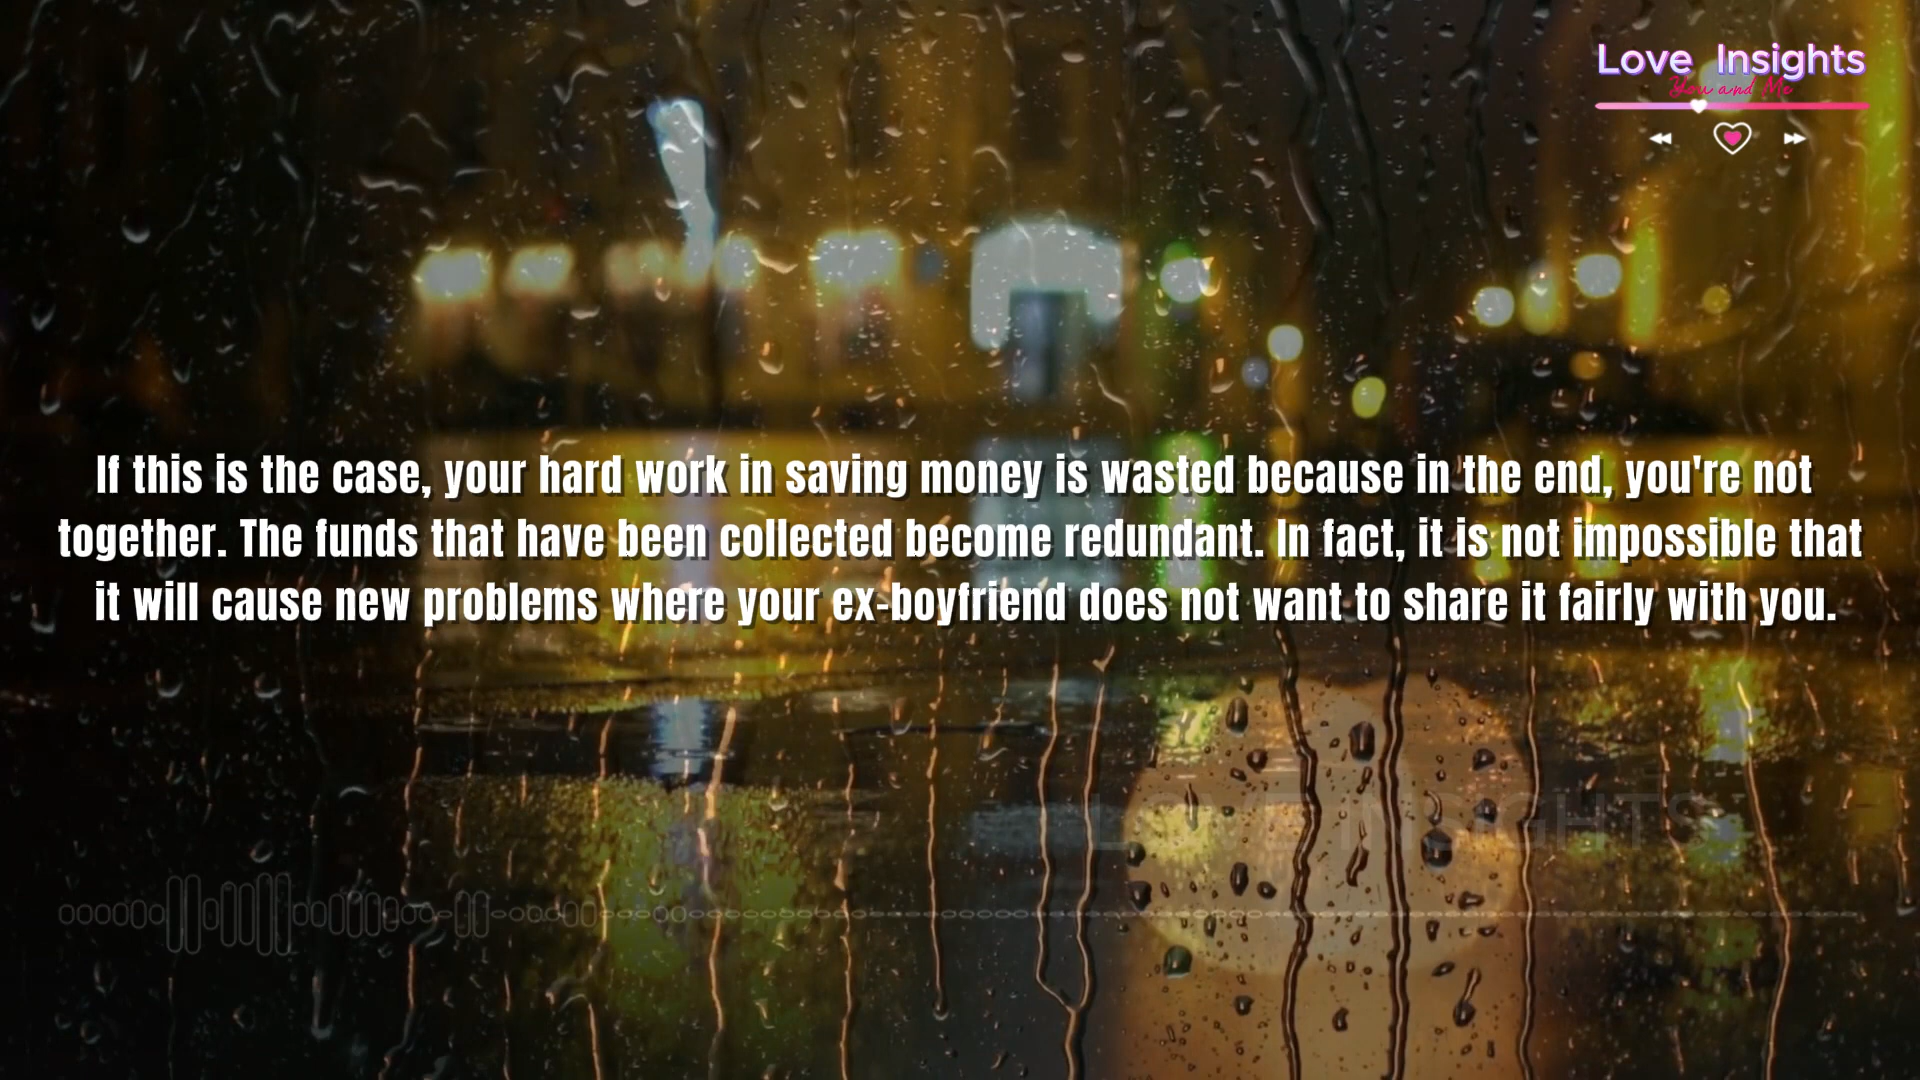 Love Insights
You and Me
If this is the case, your hard work in saving money is wasted because in the end, you're not
together. The funds that have been collected become redundant. In fact, it is not impossible that
it will cause new problems where your ex-boyfriend does not want to share it fairly with you.
LOVE INSIGHTS